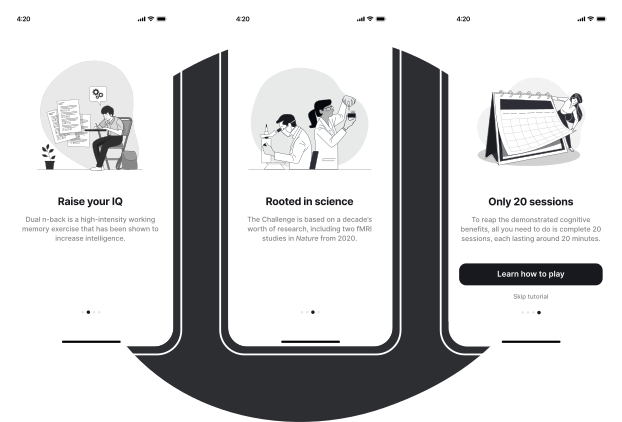 4:20
Raise your IQ
Dual n-back is a high-intensity working
memory exercise that has been shown to
increase intelligence.
4:20
Rooted in science
The Challenge is based on a decade's
worth of research, including two fMRI
studies in Nature from 2020.
4:20
Only 20 sessions
To reap the demonstrated cognitive
benefits, all you need to do is complete 20
sessions, each lasting around 20 minutes.
Learn how to play
Skip tutorial